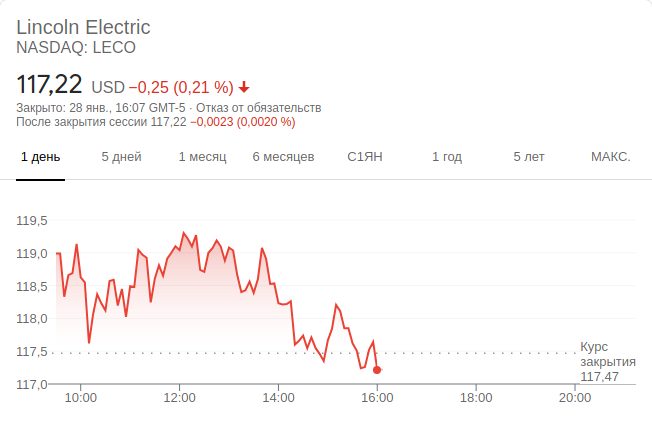 Lincoln Electric
NASDAQ: LECO
117,22 USD −0,25 (0,21 %)
Закрыто: 28 янв., 16:07 GMT-5 · Отказ от обязательств
После закрытия сессии 117,22 −0,0023 (0,0020 %)
1 день 5 дней 1 месяц 6 месяцев С1ЯН 1 год 5 лет МАКС.
119,5
119,0
118,5
118,0
117,5
117,0
Курс
закрытия
117,47
10:00 12:00 14:00 16:00 18:00 20:00